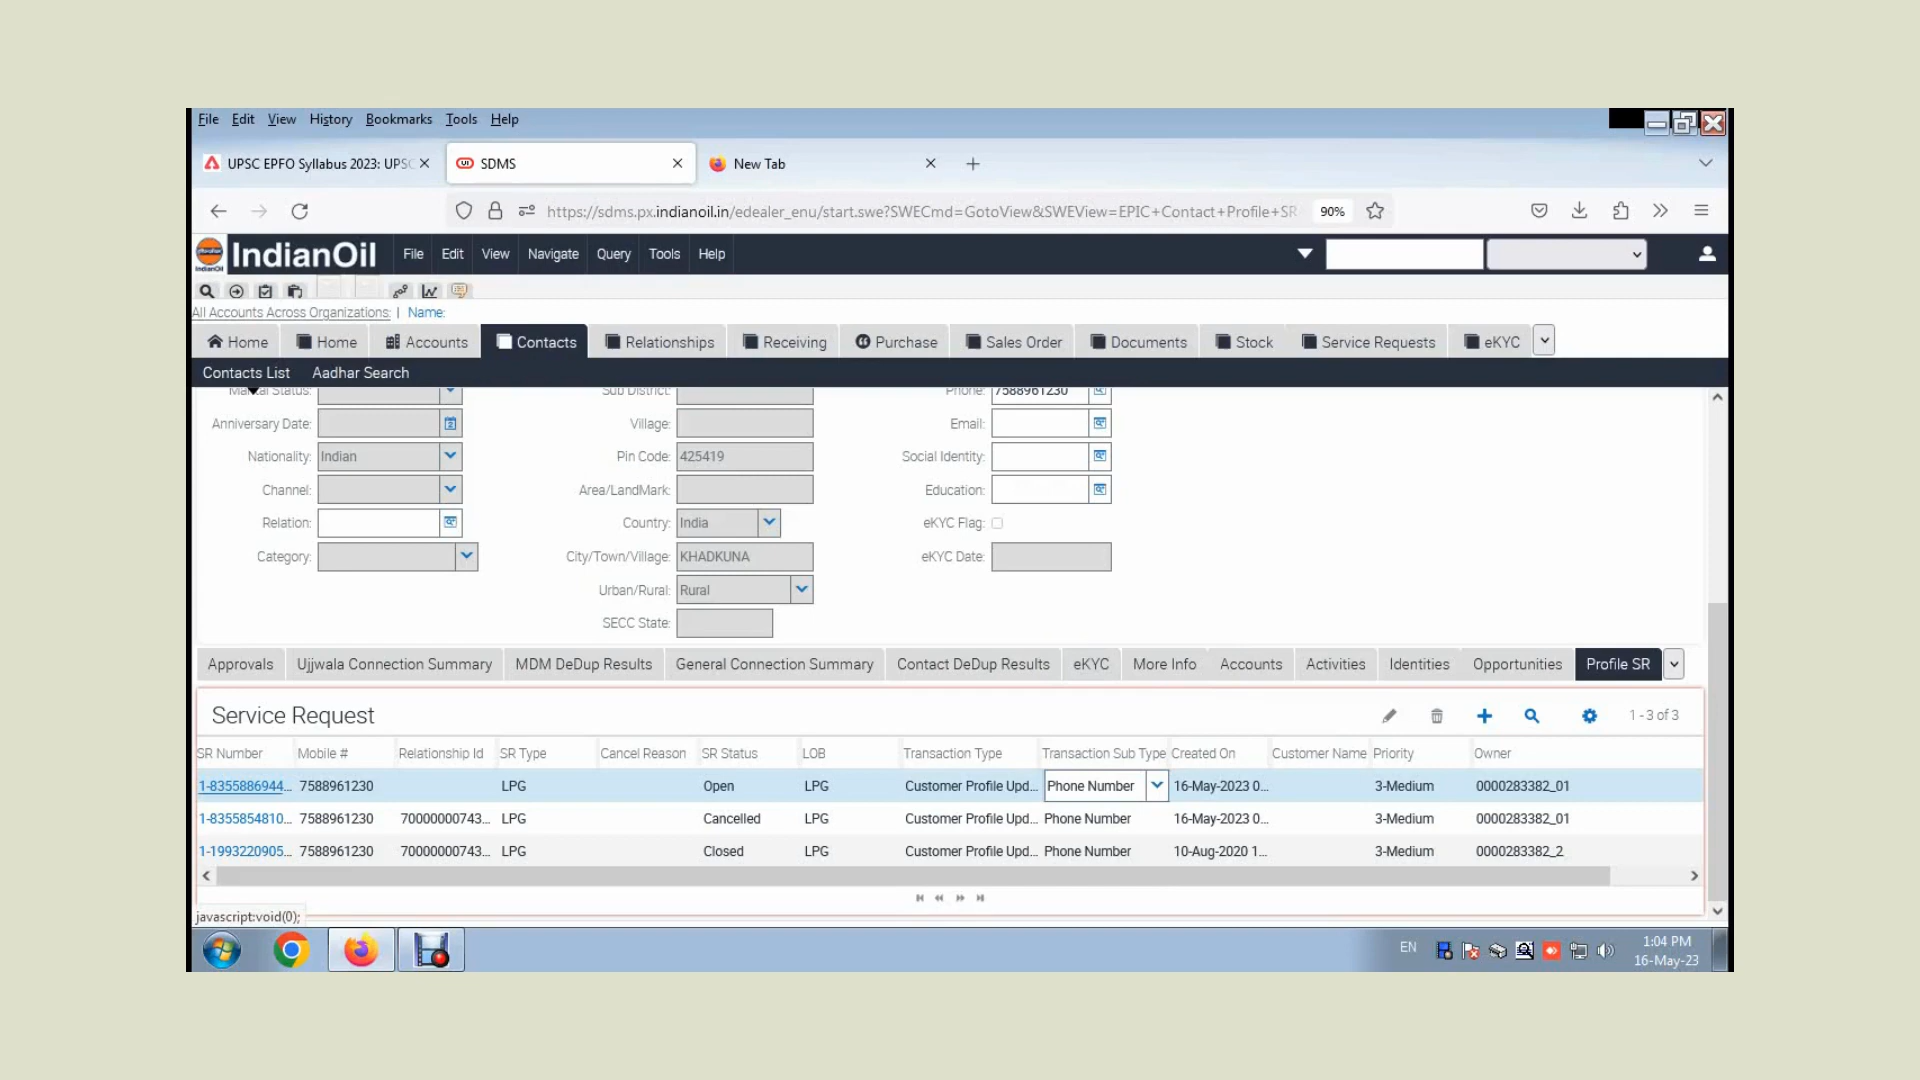 File Edit View History Bookmarks Tools Help
UPSC EPFO Syllabus 2023: UPSC
SDMS
New Tab
https://sdms.px.indianoil.in/edealer_enu/start.swe?SWECmd=GotoView&SWEView=EPIC+Contact+Profile+SR
90%
IndianOil File Edit View Navigate Query Tools Help
IndianOil
All Accounts Across Organizations: | Name:
Home Home Accounts Contacts Relationships Receiving Purchase Sales Order Documents Stock Service Requests eKYC
Contacts List Aadhar Search
Marital Status: Sub District: Phone: 7588961230
Anniversary Date: Village: Email:
Nationality: Indian Pin Code: 425419 Social Identity:
Channel: Area/LandMark: Education:
Relation: Country: India eKYC Flag:
Category: City/Town/Village: KHADKUNA eKYC Date:
Urban/Rural: Rural
SECC State:
Approvals Ujjwala Connection Summary MDM DeDup Results General Connection Summary Contact DeDup Results eKYC More Info Accounts Activities Identities Opportunities Profile SR
Service Request 1 - 3 of 3
SR Number Mobile # Relationship Id SR Type Cancel Reason SR Status LOB Transaction Type Transaction Sub Type Created On Customer Name Priority Owner
1-8355886944... 7588961230 LPG Open LPG Customer Profile Upd... Phone Number 16-May-2023 0... 3-Medium 0000283382_01
1-8355854810... 7588961230 70000000743... LPG Cancelled LPG Customer Profile Upd... Phone Number 16-May-2023 0... 3-Medium 0000283382_01
1-1993220905... 7588961230 70000000743... LPG Closed LPG Customer Profile Upd... Phone Number 10-Aug-2020 1... 3-Medium 0000283382_2
javascript:void(0);
EN
1:04 PM
16-May-23